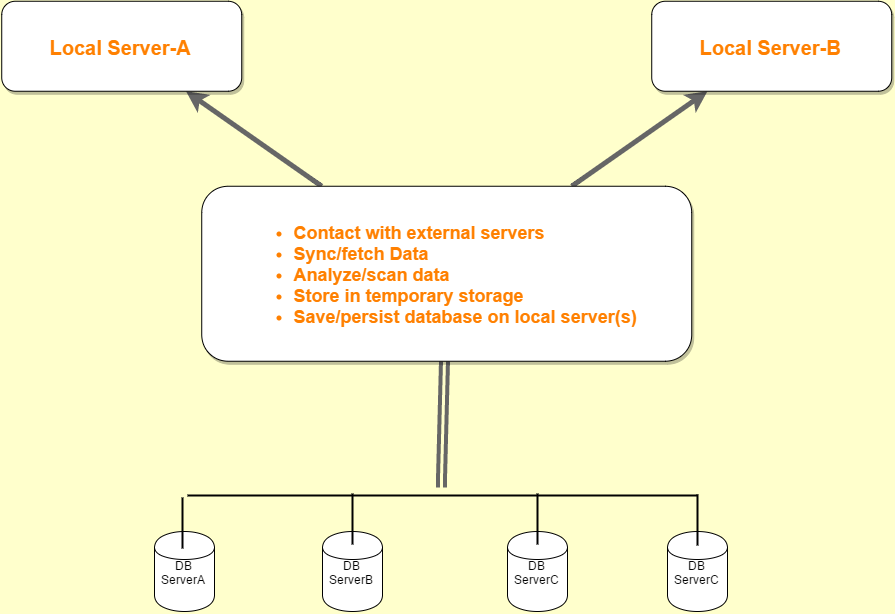 Local Server-A
Local Server-B
• Contact with external servers
• Sync/fetch Data
• Analyze/scan data
• Store in temporary storage
• Save/persist database on local server(s)
DB
ServerA
DB
ServerB
DB
ServerC
DB
ServerC